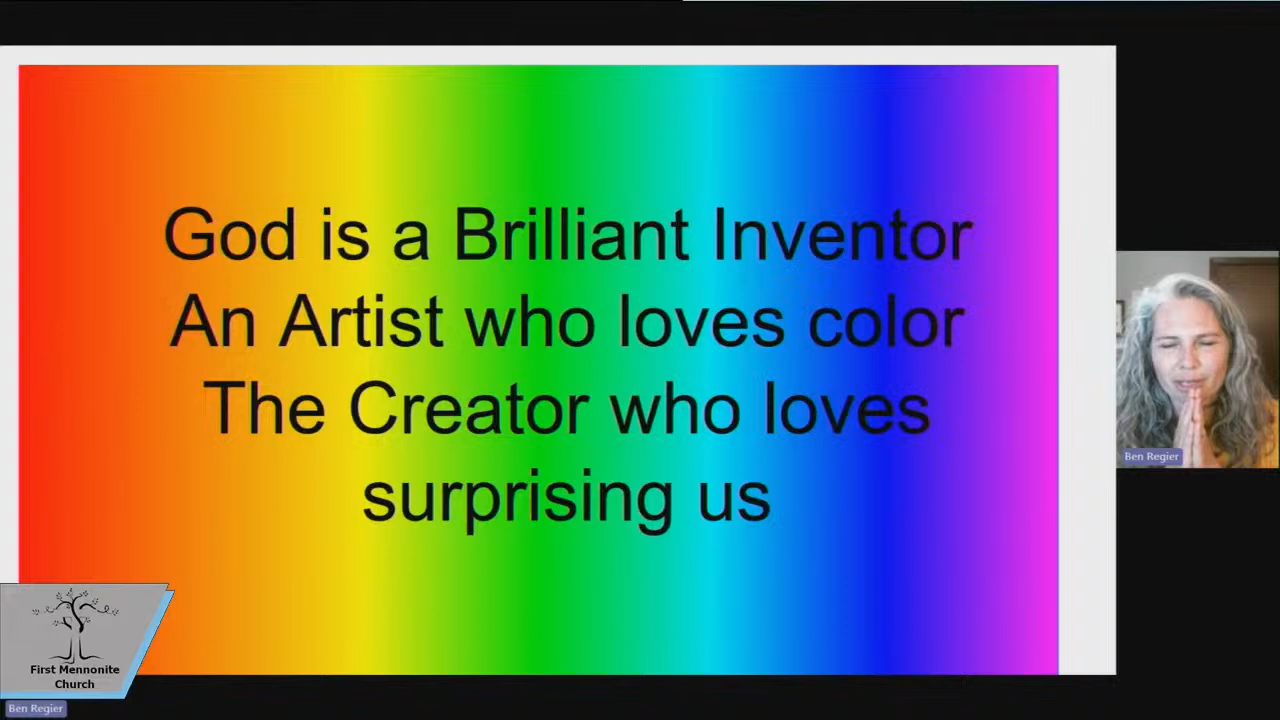 God is a Brilliant Inventor
An Artist who loves color
The Creator who loves
surprising us
Ben Regier
First Mennonite
Church
Ben Regier